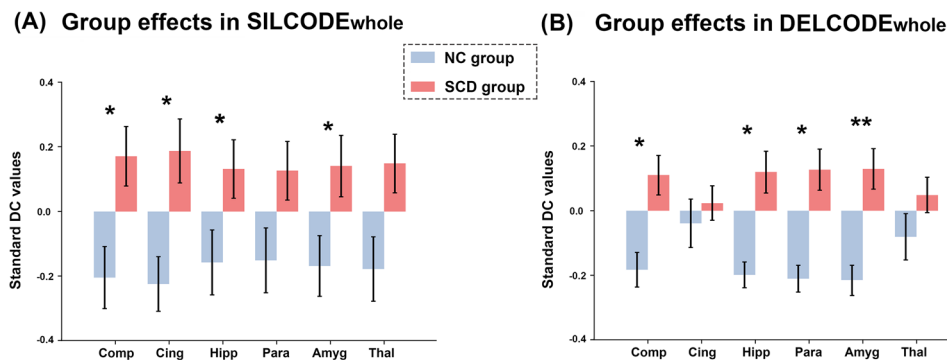 (A) Group effects in SILCODEwhole
(B) Group effects in DELCODEwhole
NC group
SCD group
Standard DC values
0.4
0.2
0.0
-0.2
-0.4
* * * *
Comp Cing Hipp Para Amyg Thal
Standard DC values
0.4
0.2
0.0
-0.2
-0.4
* * * **
Comp Cing Hipp Para Amyg Thal